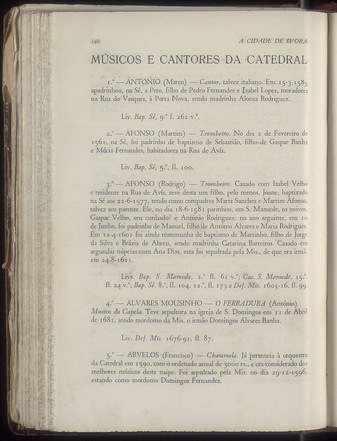 148 A CIDADE DE ÉVORA
MÚSICOS E CANTORES DA CATEDRAL
1.º — ANTÓNIO (Marco) — Cantor, talvez italiano. Em 15-3-1585
apadrinhou, na Sé, a Pero, filho de Pedro Fernandes e Isabel Lopes, moradores
na Rua do Vasques, à Porta Nova, sendo madrinha Alonsa Rodriguez.
Liv. Bap. Sé, 9.º f. 262 v.º.
2.º — AFONSO (Martim) — Trombeiro. No dia 2 de Fevereiro de
1561, na Sé, foi padrinho de baptismo de Sebastião, filho de Gaspar Banha
e Mécia Fernandes, habitadores na Rua de Avis.
Liv. Bap. Sé, 5.º, fl. 100.
3.º — AFONSO (Rodrigo) — Trombeiro. Casado com Isabel Velho
e residente na Rua de Avis, teve desta um filho, pelo menos, Joane, baptizado
na Sé aos 22-6-1577, tendo como compadres Maria Sanches e Martim Afonso,
talvez seu parente. Ele, no dia 18-6-1581 parinhou, em S. Mamede, os noivos
Gaspar Velho, seu cunhado? e António Rodrigues; no ano seguinte, em 10
de Junho, foi padrinho de Manuel, filho de António Álvares e Maria Rodrigues.
Em 12-4-1601 foi ainda testemunha de baptismo de Martinho, filho de Jorge
da Silva e Beatriz de Abreu, sendo madrinha Catarina Barreiros. Casado em
segundas núpcias com Ana Dias, esta foi sepultada pela Mis., de que era irmã.
em 24-8-1611.
Livs. Bap. S. Mamede, 2.º fl. 61 v.º; Cas. S. Mamede, 15.º.
fl. 24 v.º; Bap. Sé. 8.º, fl. 104, 12.º, fl. 173 e Def. Mis. 1605-16, fl. 99.
4.º — ALVARES MOUSINHO — O FERRADURA (António)
Musico da Capela. Teve sepultura na igreja de S. Domingos em 11 de Abril
de 1681, sendo mordomo da Mis. o irmão Domingos Alvares Banha.
Liv. Def. Mis. 1676-91, fl. 87.
5.º — ARVELOS (Francisco) — Charamela. Já pertencia à orquestra
da Catedral em 1590, com o ordenado anual de 3000 rs., e era considerado dos
melhores músicos deste naipe. Foi sepultado pela Mis. no dia 29-12-1596,
estando como mordomo Domingos Fernandes.